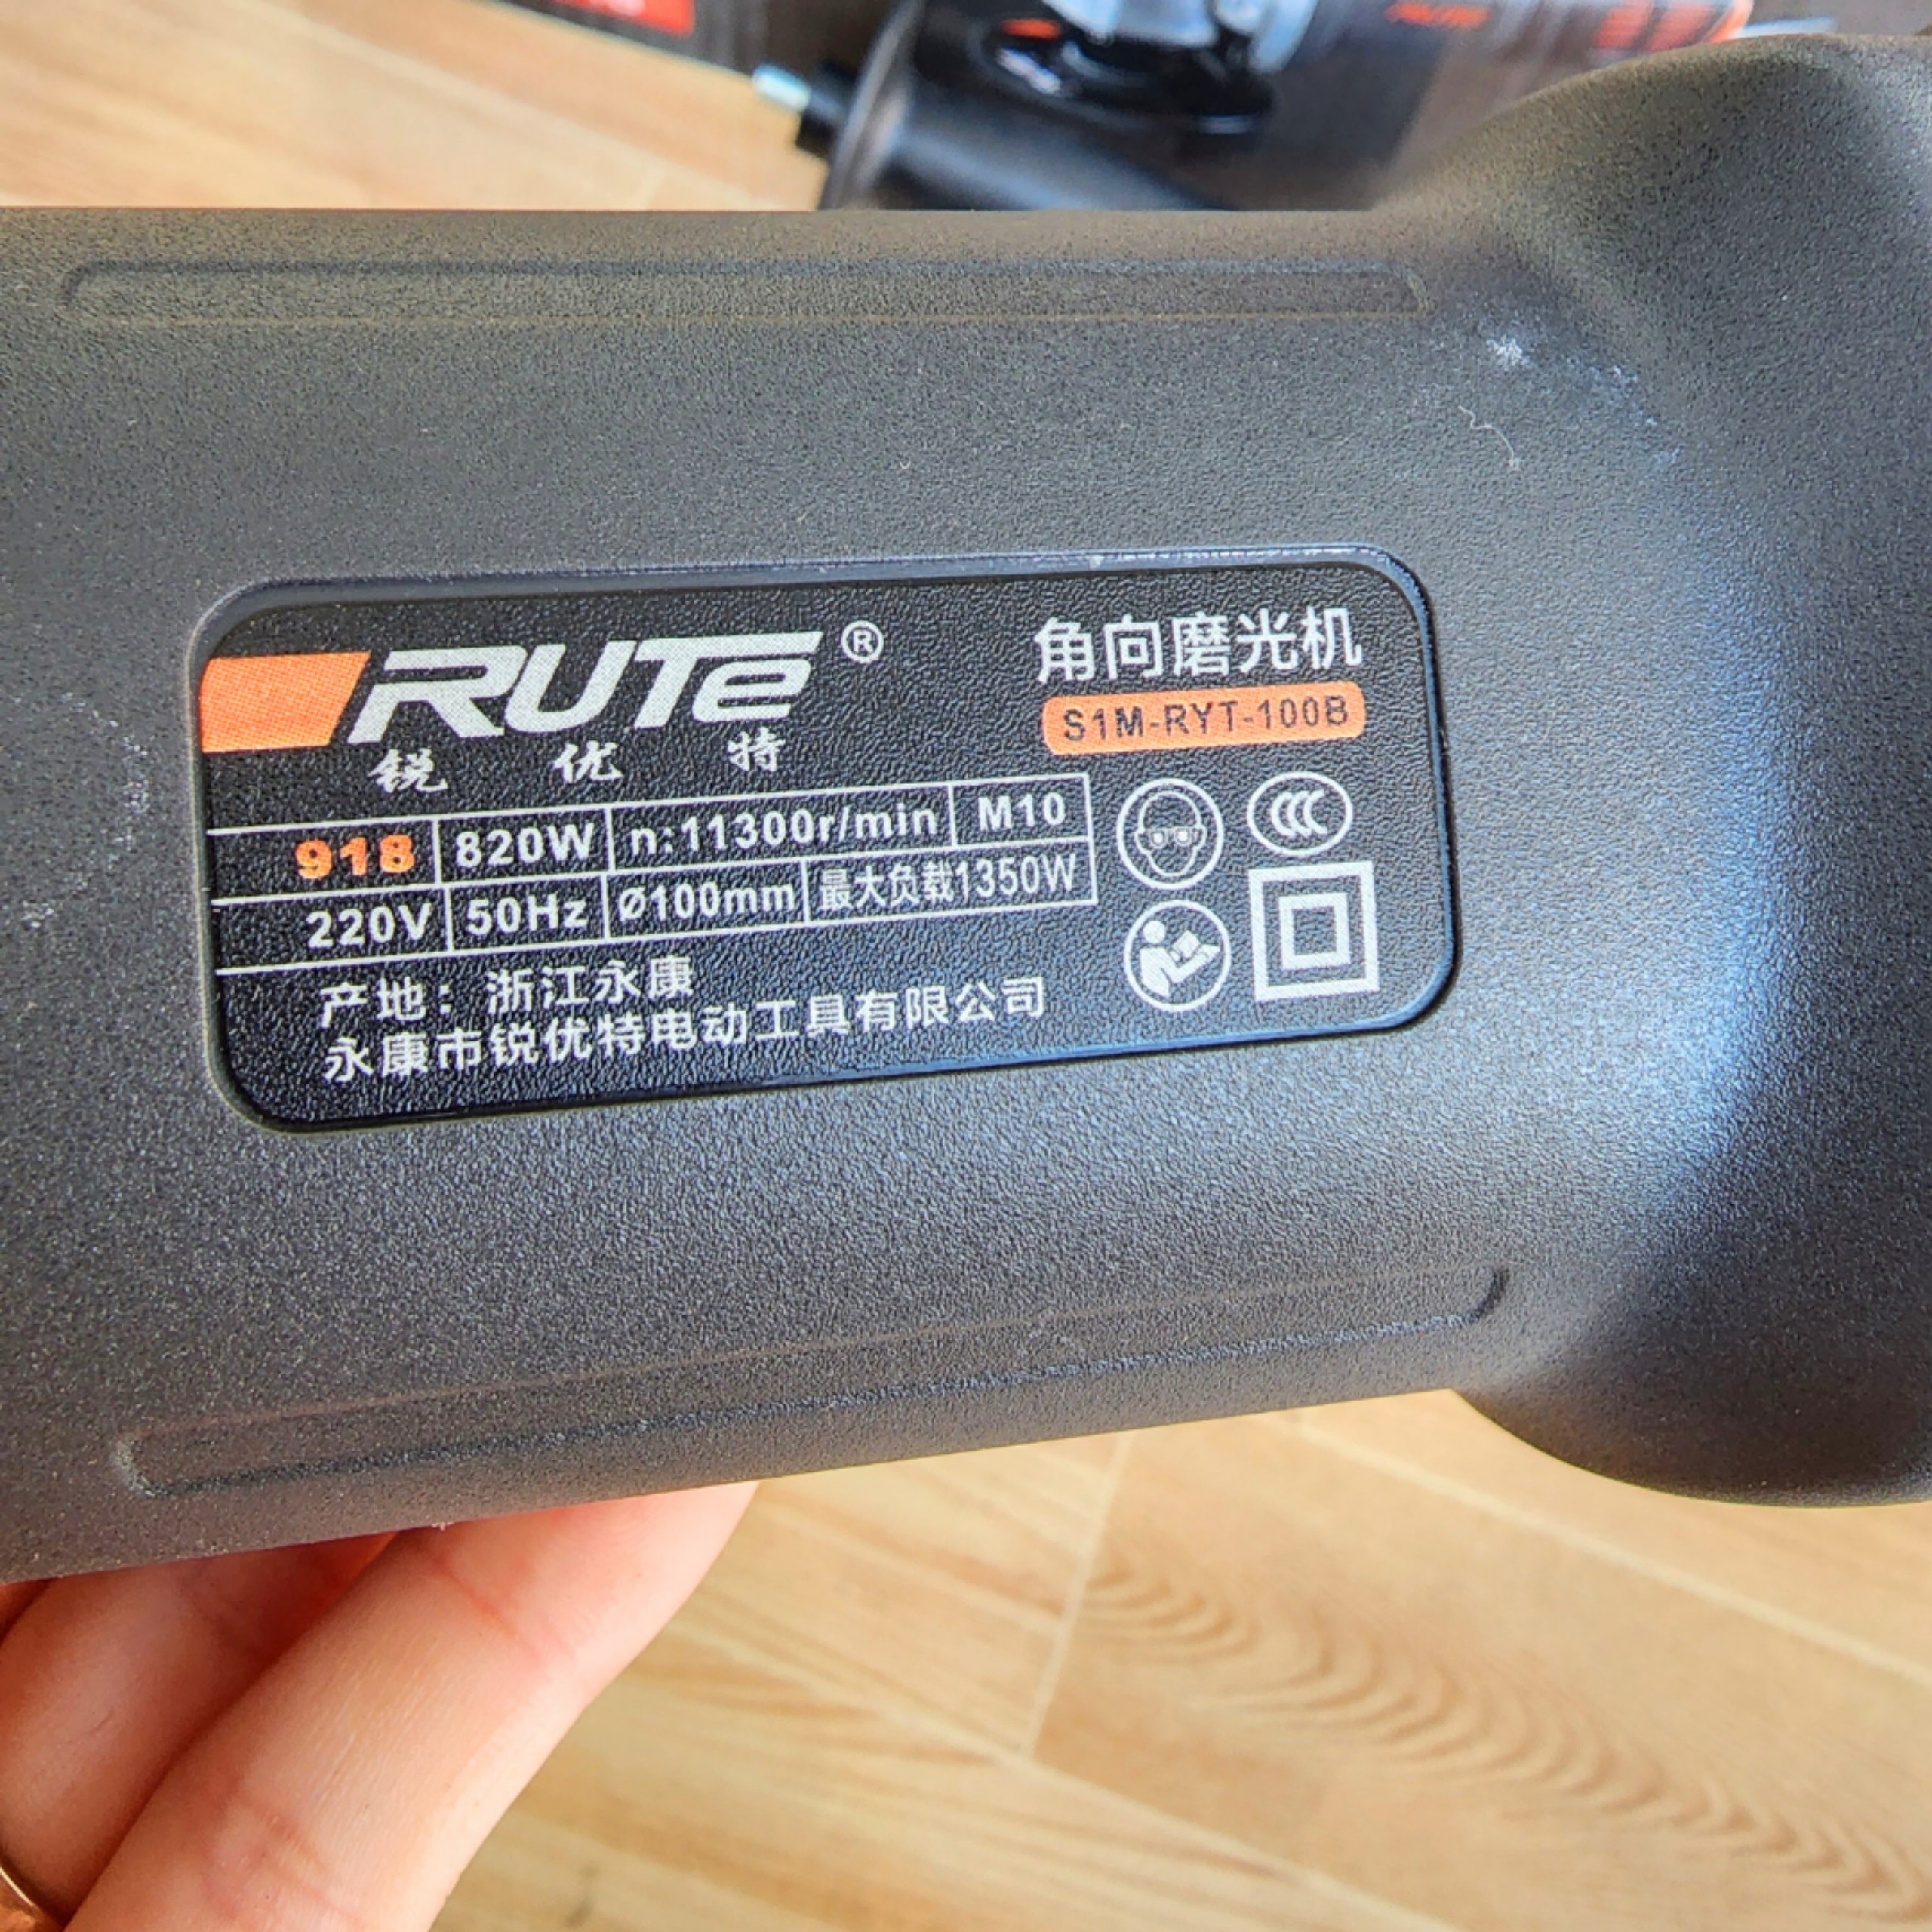 RUTE
RUTe®
锐优特
角向磨光机
S1M-RYT-100B
918 820W n:11300r/min M10
220V 50Hz Ø100mm 最大负载1350W
产地：浙江永康
永康市锐优特电动工具有限公司